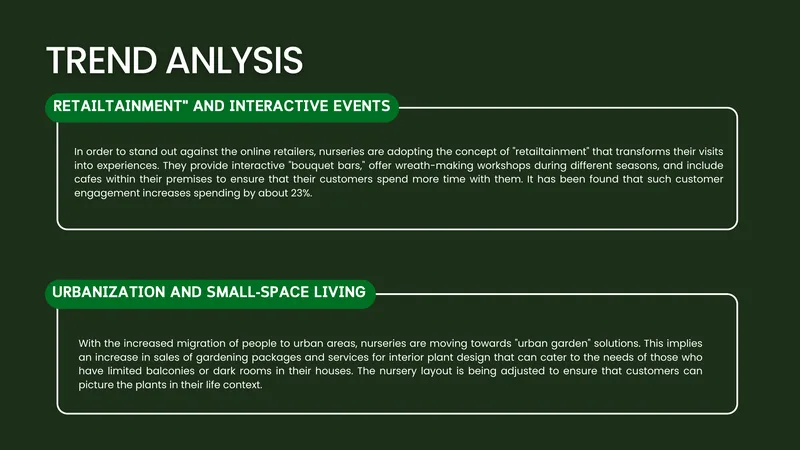 TREND ANLYSIS
RETAILTAINMENT" AND INTERACTIVE EVENTS
In order to stand out against the online retailers, nurseries are adopting the concept of "retailtainment" that transforms their visits
into experiences. They provide interactive "bouquet bars," offer wreath-making workshops during different seasons, and include
cafes within their premises to ensure that their customers spend more time with them. It has been found that such customer
engagement increases spending by about 23%.
URBANIZATION AND SMALL-SPACE LIVING
With the increased migration of people to urban areas, nurseries are moving towards "urban garden" solutions. This implies
an increase in sales of gardening packages and services for interior plant design that can cater to the needs of those who
have limited balconies or dark rooms in their houses. The nursery layout is being adjusted to ensure that customers can
picture the plants in their life context.